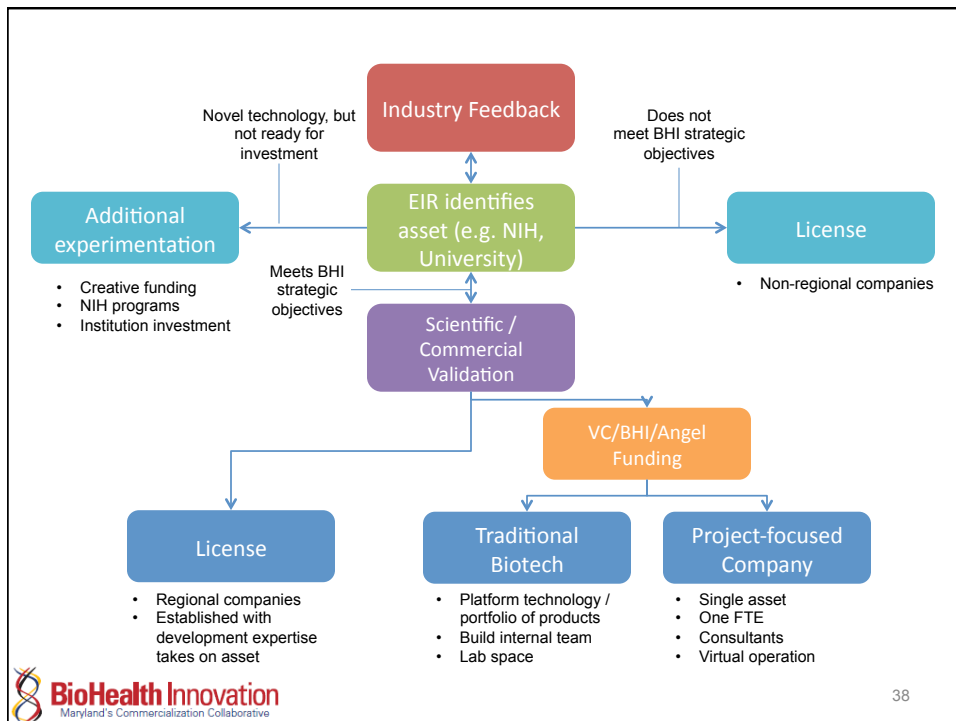 Industry Feedback
Novel technology, but
not ready for
investment
Does not
meet BHI strategic
objectives
Additional
experimentation
EIR identifies
asset (e.g. NIH,
University)
License
• Creative funding
• NIH programs
• Institution investment
Meets BHI
strategic
objectives
• Non-regional companies
Scientific /
Commercial
Validation
VC/BHI/Angel
Funding
License
Traditional
Biotech
Project-focused
Company
• Regional companies
• Established with
development expertise
takes on asset
• Platform technology /
portfolio of products
• Build internal team
• Lab space
• Single asset
• One FTE
• Consultants
• Virtual operation
BioHealth Innovation
Maryland's Commercialization Collaborative
38